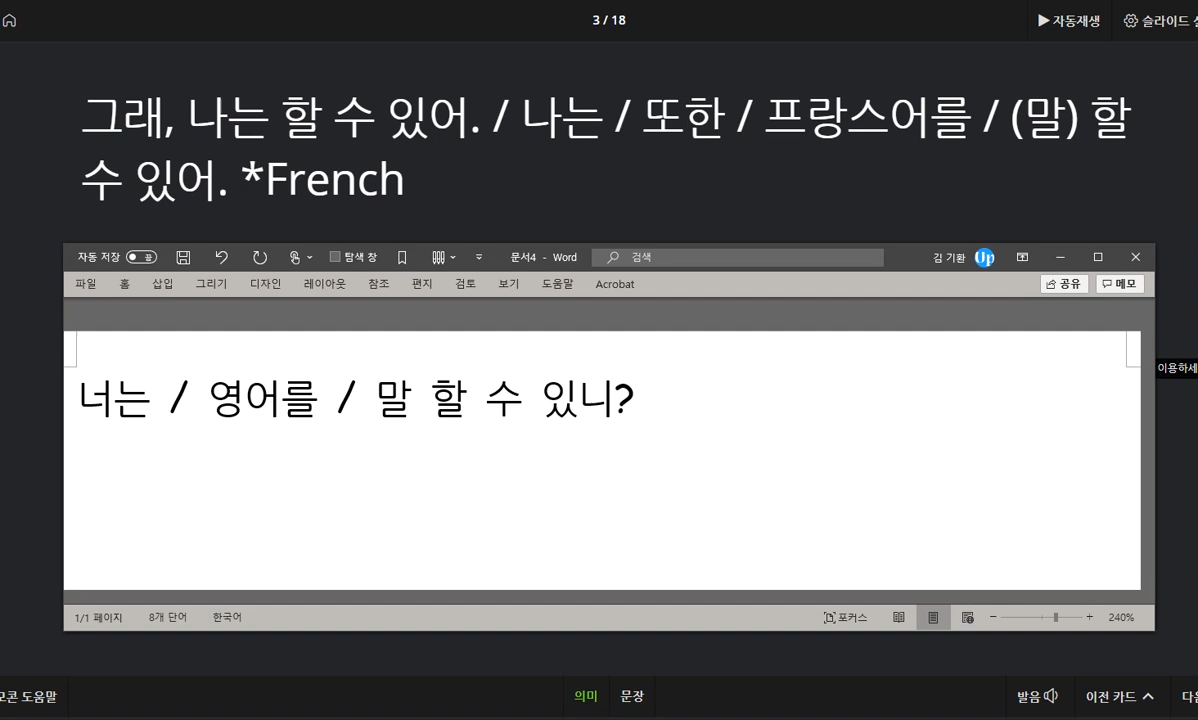 3 / 18
자동재생
슬라이드
그래, 나는 할 수 있어. / 나는 / 또한 / 프랑스어를 / (말) 할
수 있어. *French
자동 저장 끔 탐색 창 문서4 - Word 검색 김 기환 Up
파일 홈 삽입 그리기 디자인 레이아웃 참조 편지 검토 보기 도움말 Acrobat 공유 메모
이용하세
너는 / 영어를 / 말 할 수 있니?
1/1 페이지 8개 단어 한국어 포커스 - + 240%
도움말 의미 문장 발음 이전 카드